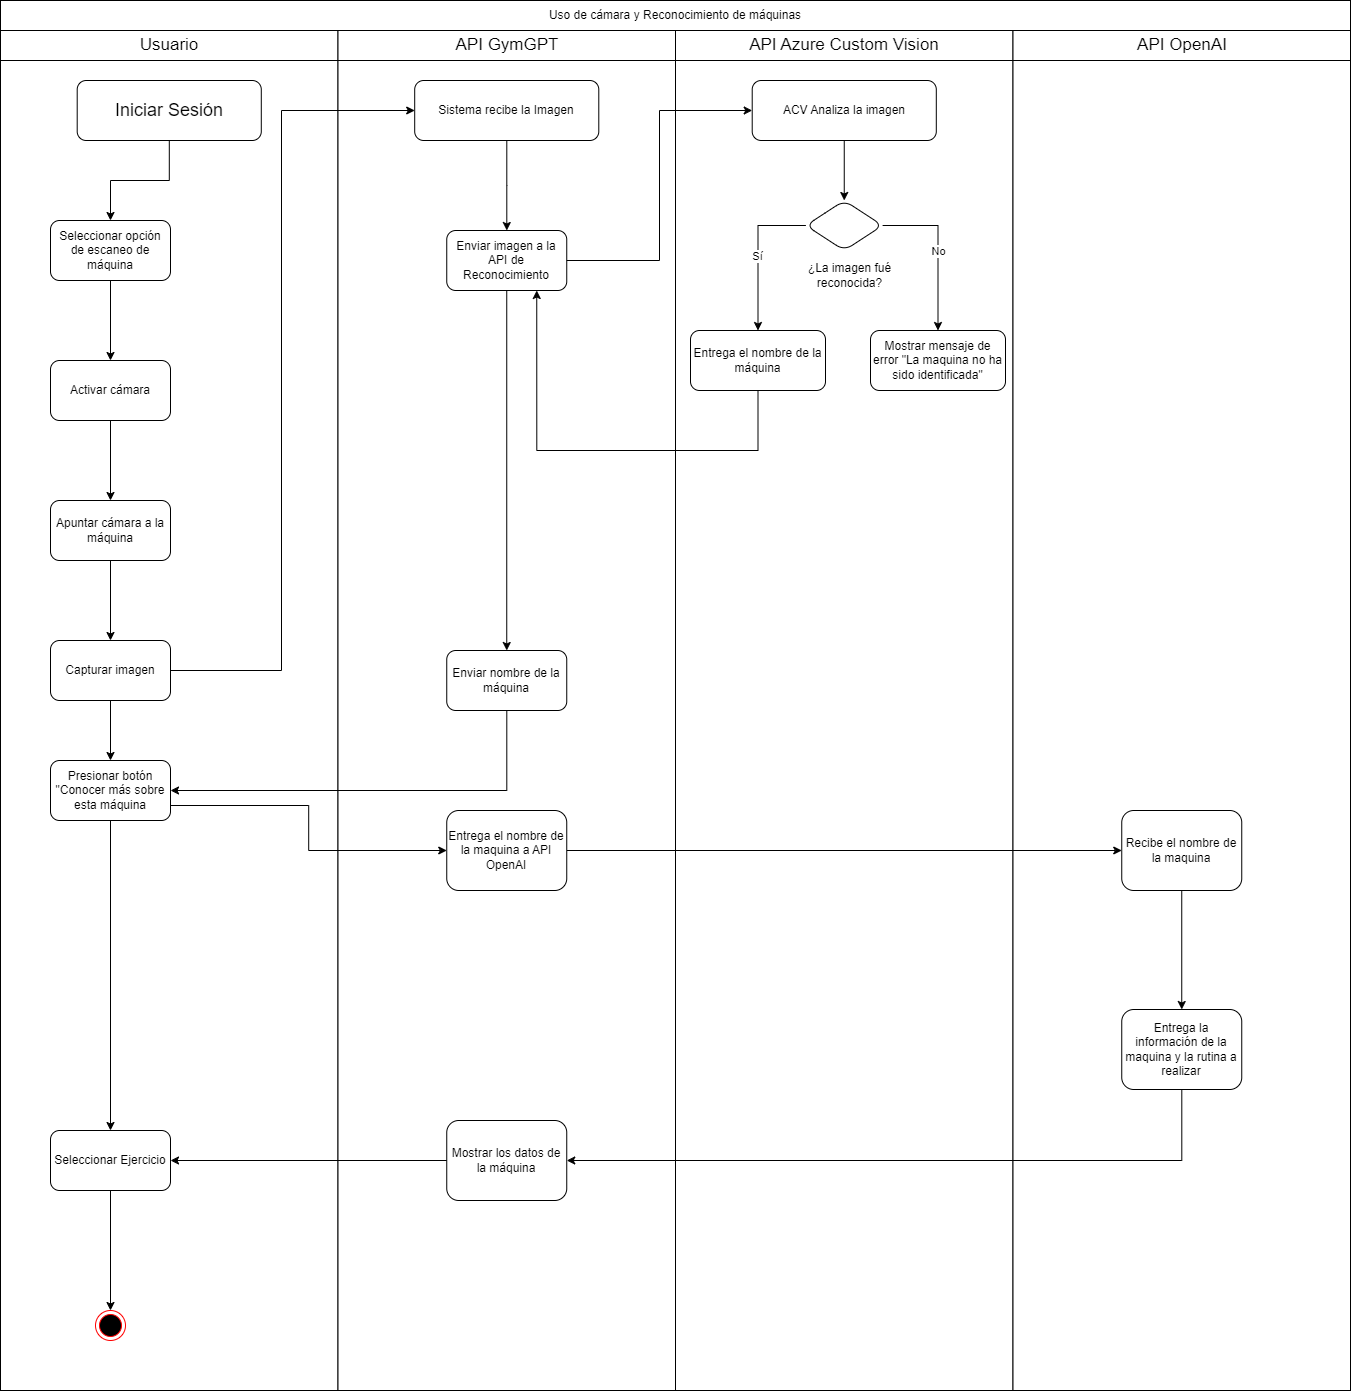 Uso de cámara y Reconocimiento de máquinas
Usuario
API GymGPT
API Azure Custom Vision
API OpenAI
Iniciar Sesión
Sistema recibe la Imagen
ACV Analiza la imagen
Seleccionar opción
de escaneo de
máquina
Enviar imagen a la
API de
Reconocimiento
Sí
No
¿La imagen fué
reconocida?
Entrega el nombre de la
máquina
Mostrar mensaje de
error "La maquina no ha
sido identificada"
Activar cámara
Apuntar cámara a la
máquina
Capturar imagen
Enviar nombre de la
máquina
Presionar botón
"Conocer más sobre
esta máquina
Entrega el nombre de
la maquina a API
OpenAI
Recibe el nombre de
la maquina
Entrega la
información de la
maquina y la rutina a
realizar
Mostrar los datos de
la máquina
Seleccionar Ejercicio